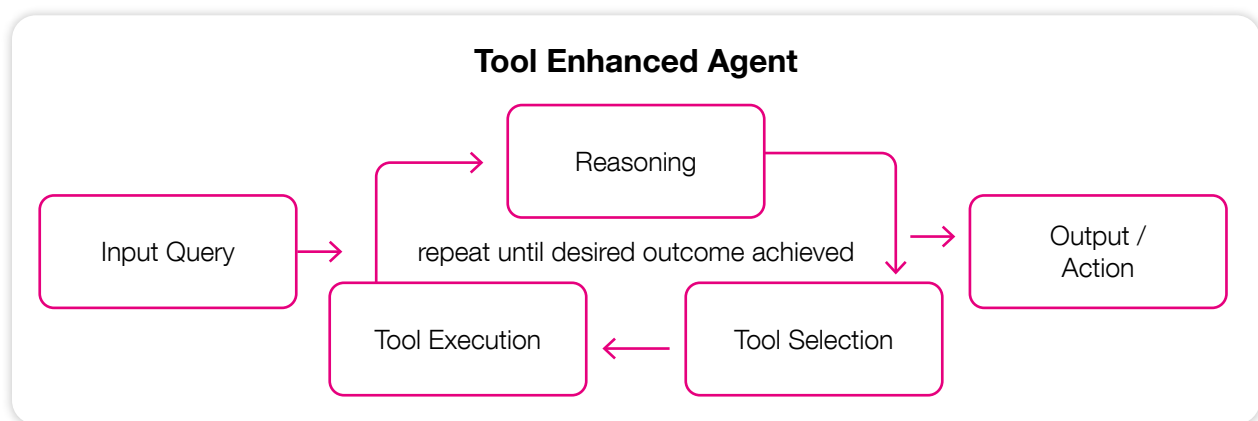 Tool Enhanced Agent
Reasoning
Input Query
repeat until desired outcome achieved
Output /
Action
Tool Execution
Tool Selection